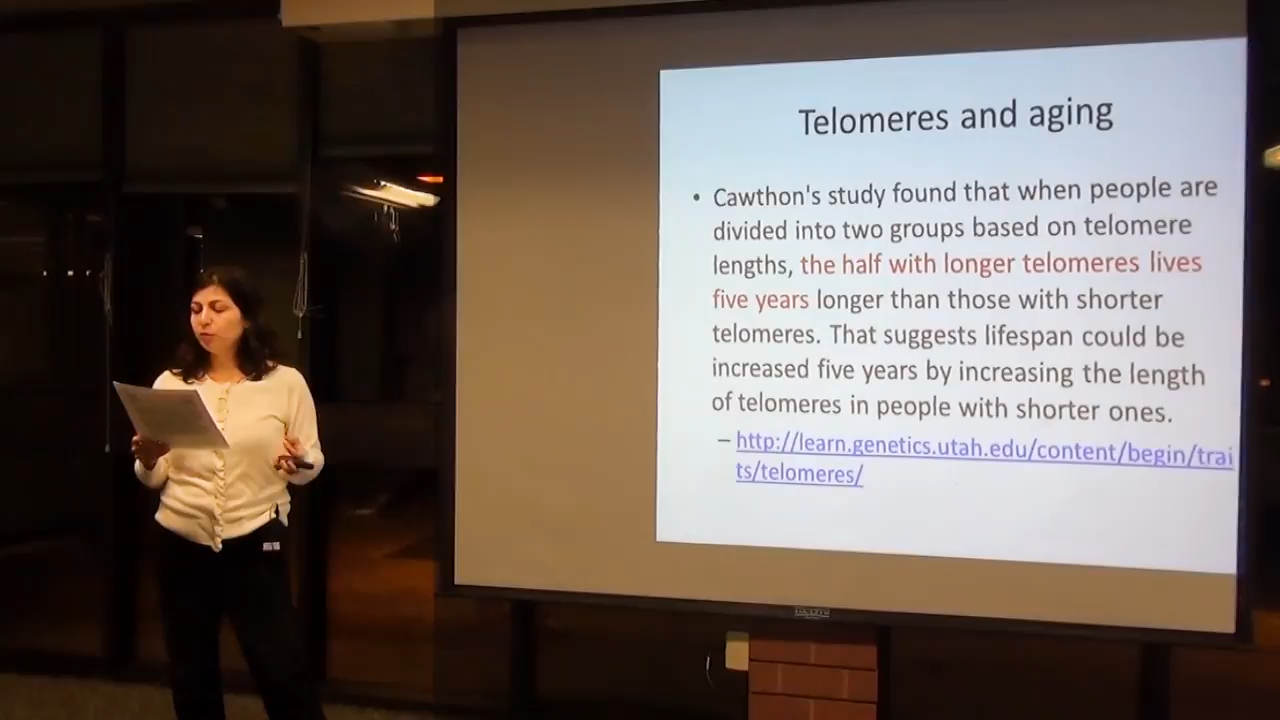 Telomeres and aging
• Cawthon's study found that when people are
divided into two groups based on telomere
lengths, the half with longer telomeres lives
five years longer than those with shorter
telomeres. That suggests lifespan could be
increased five years by increasing the length
of telomeres in people with shorter ones.
– http://learn.genetics.utah.edu/content/begin/trai
ts/telomeres/